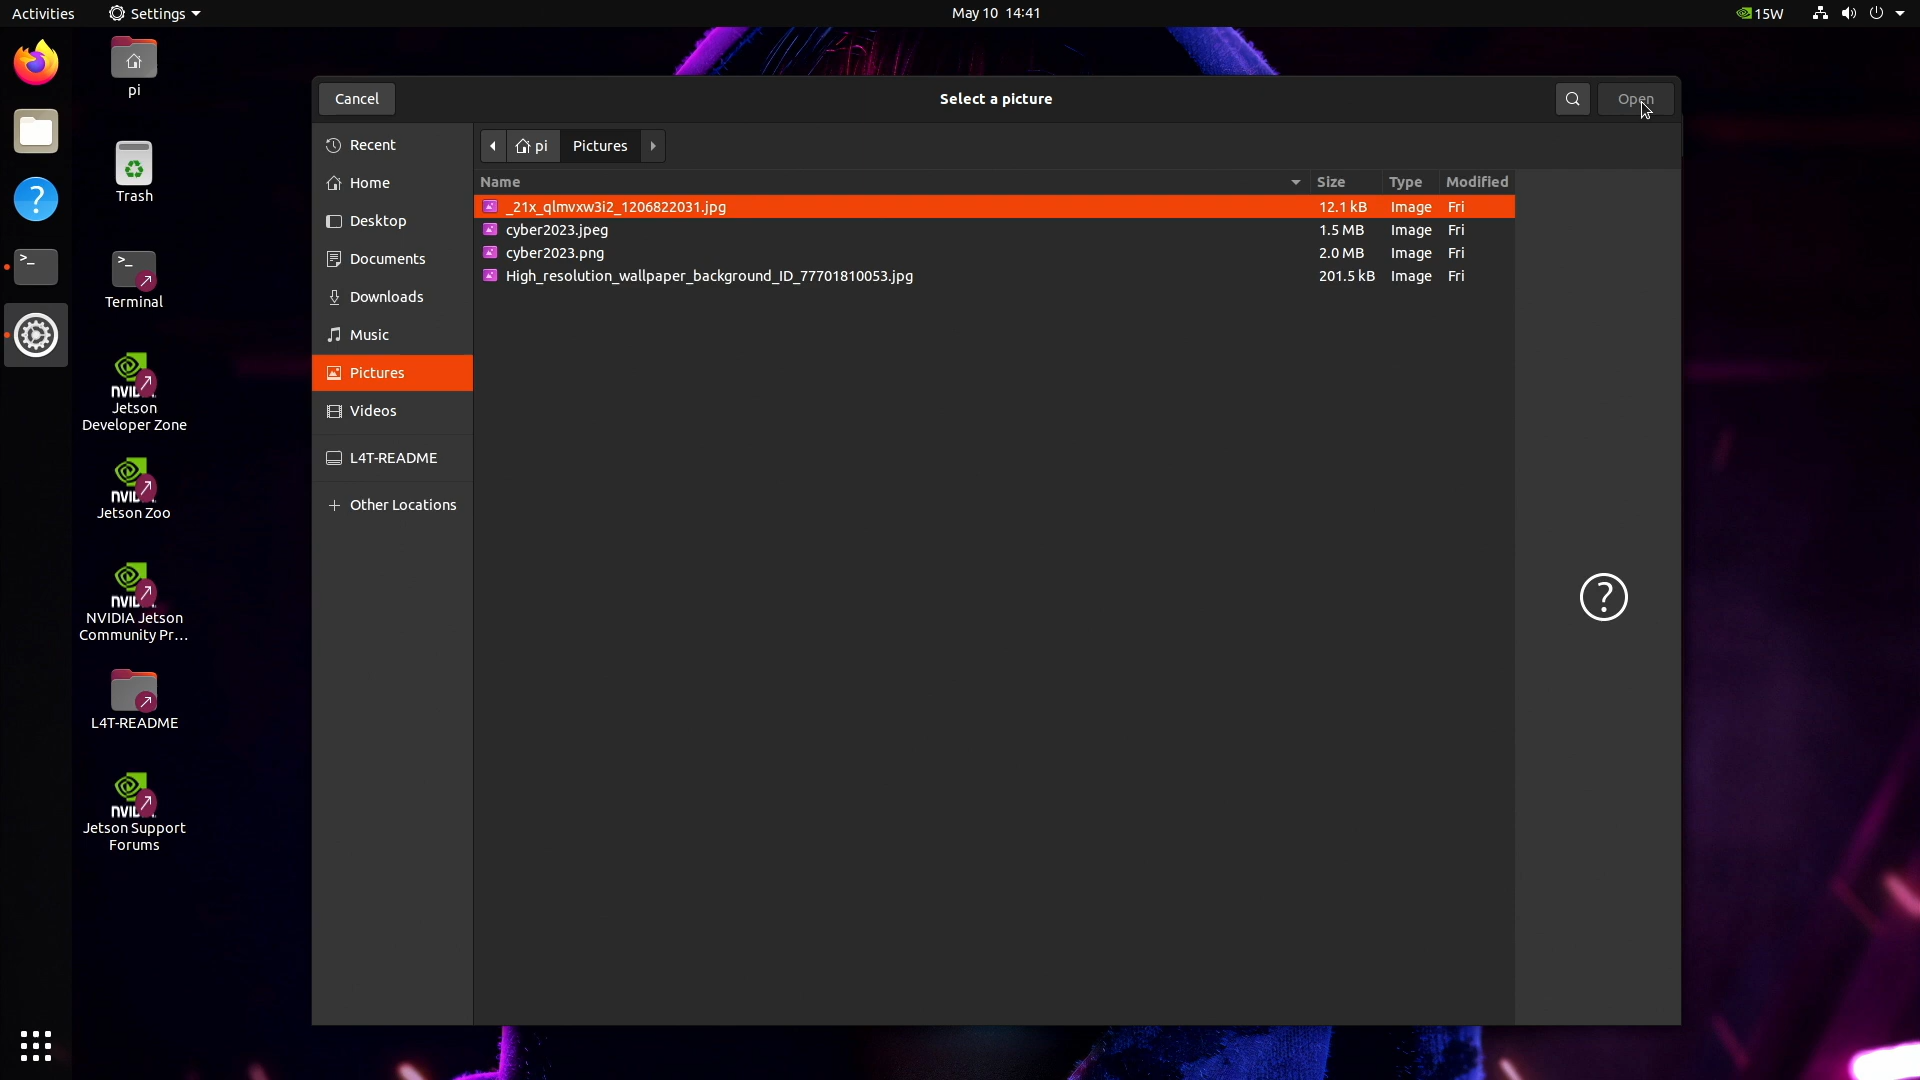 Activities
Settings
May 10 14:41
15W
pi
Trash
>_
>_
Terminal
NVIDIA
Jetson
Developer Zone
Jetson Zoo
NVIDIA Jetson
Community Pr...
L4T-README
Jetson Support
Forums
Cancel
Select a picture
Open
Recent
Home
Desktop
Documents
Downloads
Music
Pictures
Videos
L4T-README
+ Other Locations
pi
Pictures
Name Size Type Modified
_21x_qlmvxw3i2_1206822031.jpg 12.1 kB Image Fri
cyber2023.jpeg 1.5 MB Image Fri
cyber2023.png 2.0 MB Image Fri
High_resolution_wallpaper_background_ID_77701810053.jpg 201.5 kB Image Fri
?
?